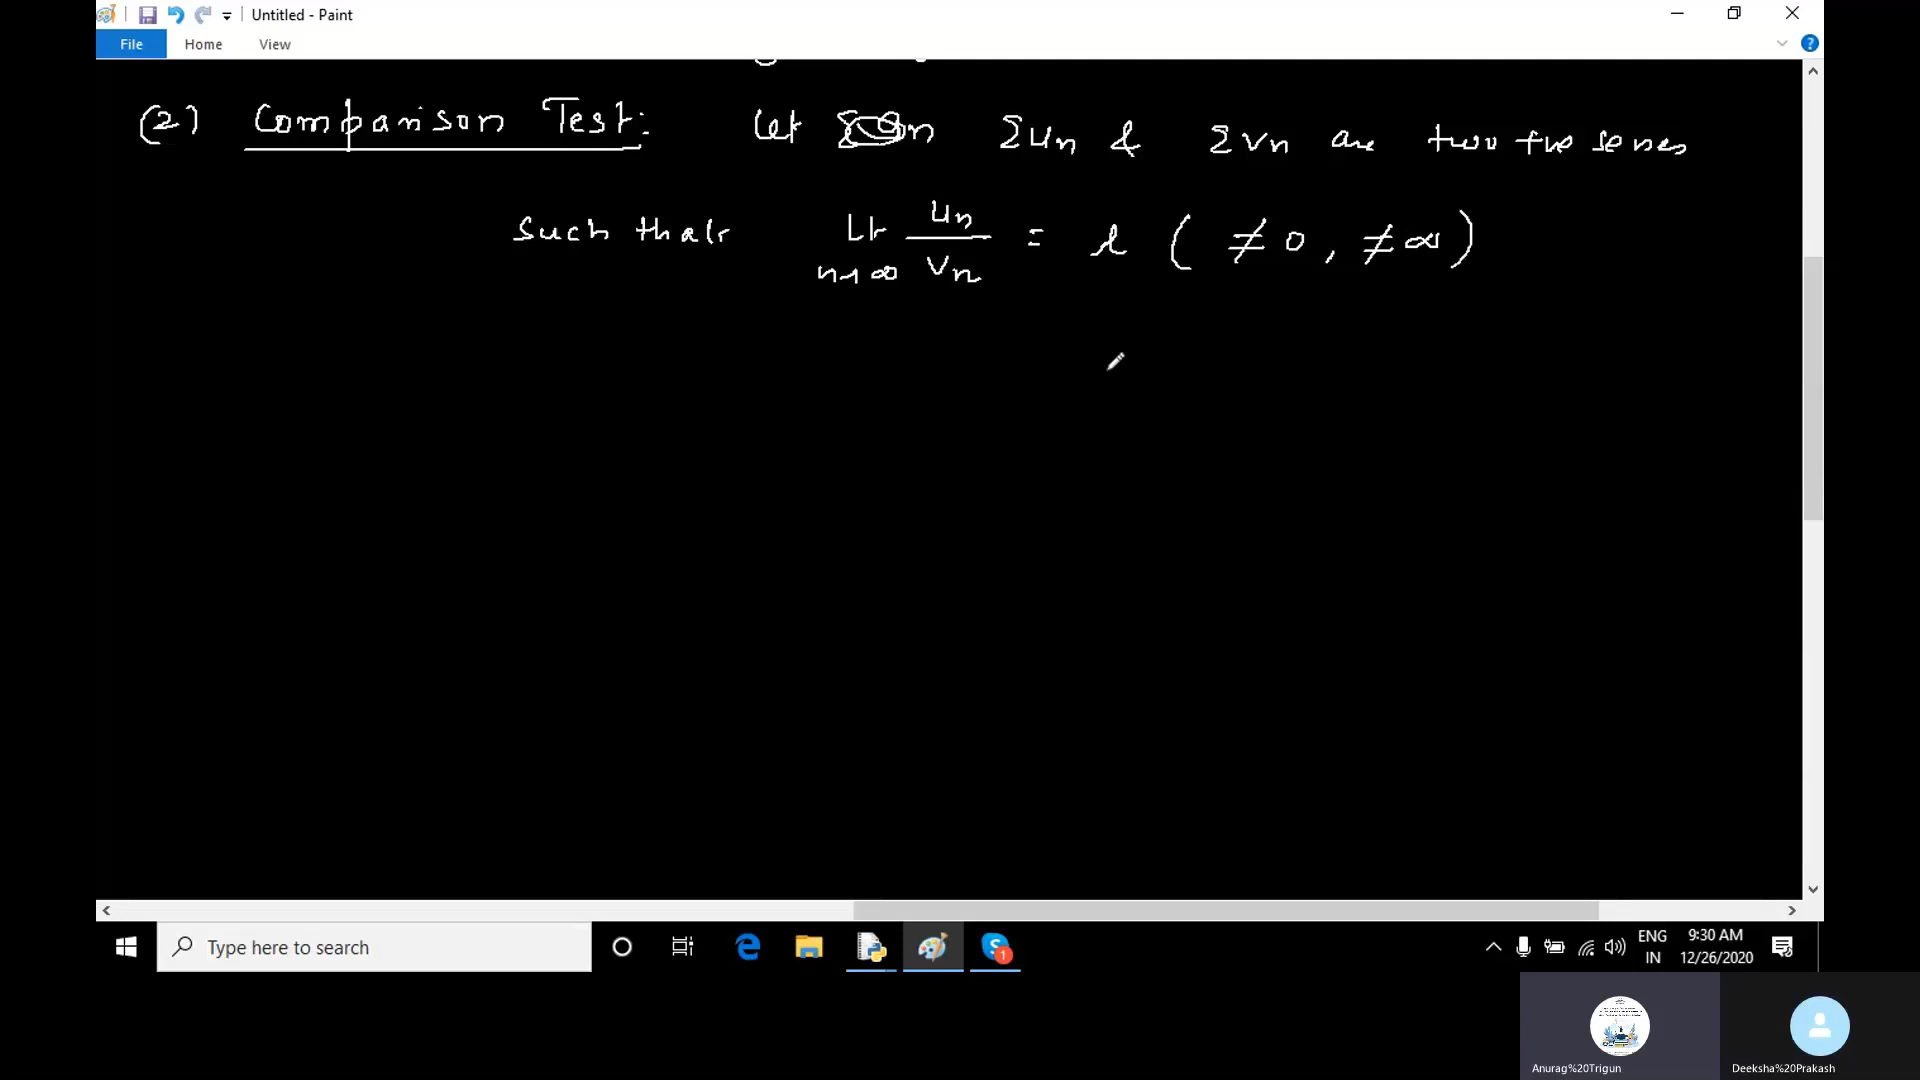 Untitled - Paint
File Home View
(2) Comparison Test: Let Σun & Σvn are two +ve series
Such that Lt un/vn = l ( ≠ 0 , ≠ ∞ )
n→∞
Type here to search
1
ENG 9:30 AM
IN 12/26/2020
Anurag%20Trigun Deeksha%20Prakash